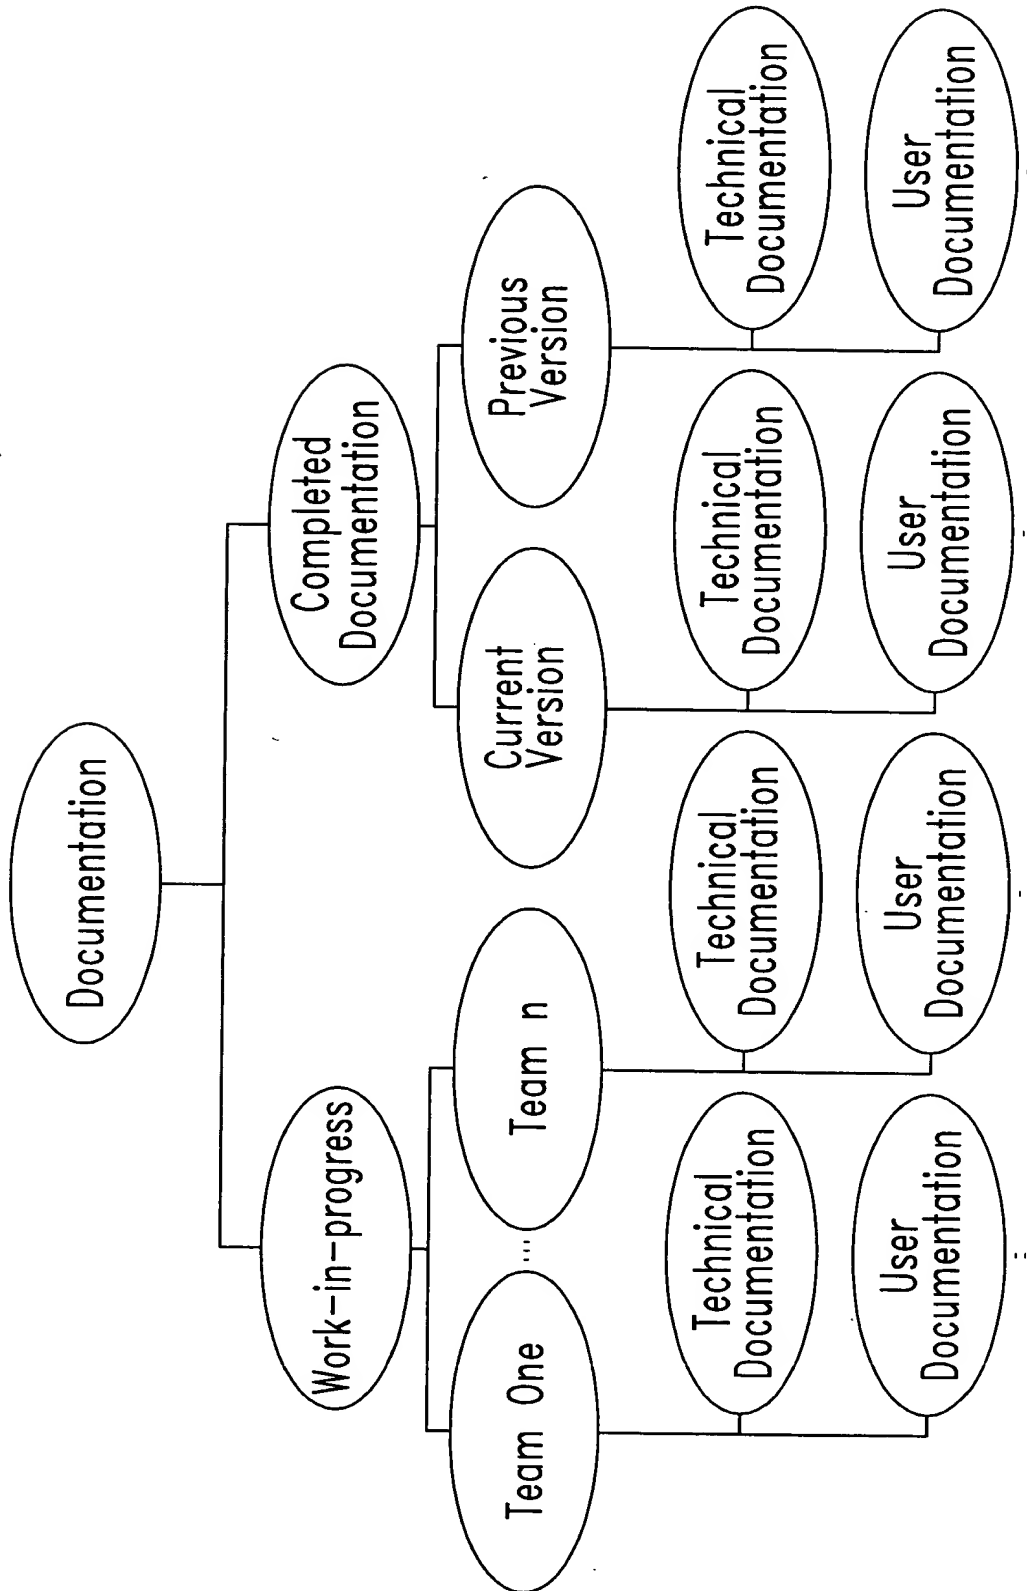 Documentation
Work-in-progress
Completed
Documentation
Team One
....
Team n
Current
Version
Previous
Version
Technical
Documentation
Technical
Documentation
Technical
Documentation
Technical
Documentation
User
Documentation
User
Documentation
User
Documentation
User
Documentation